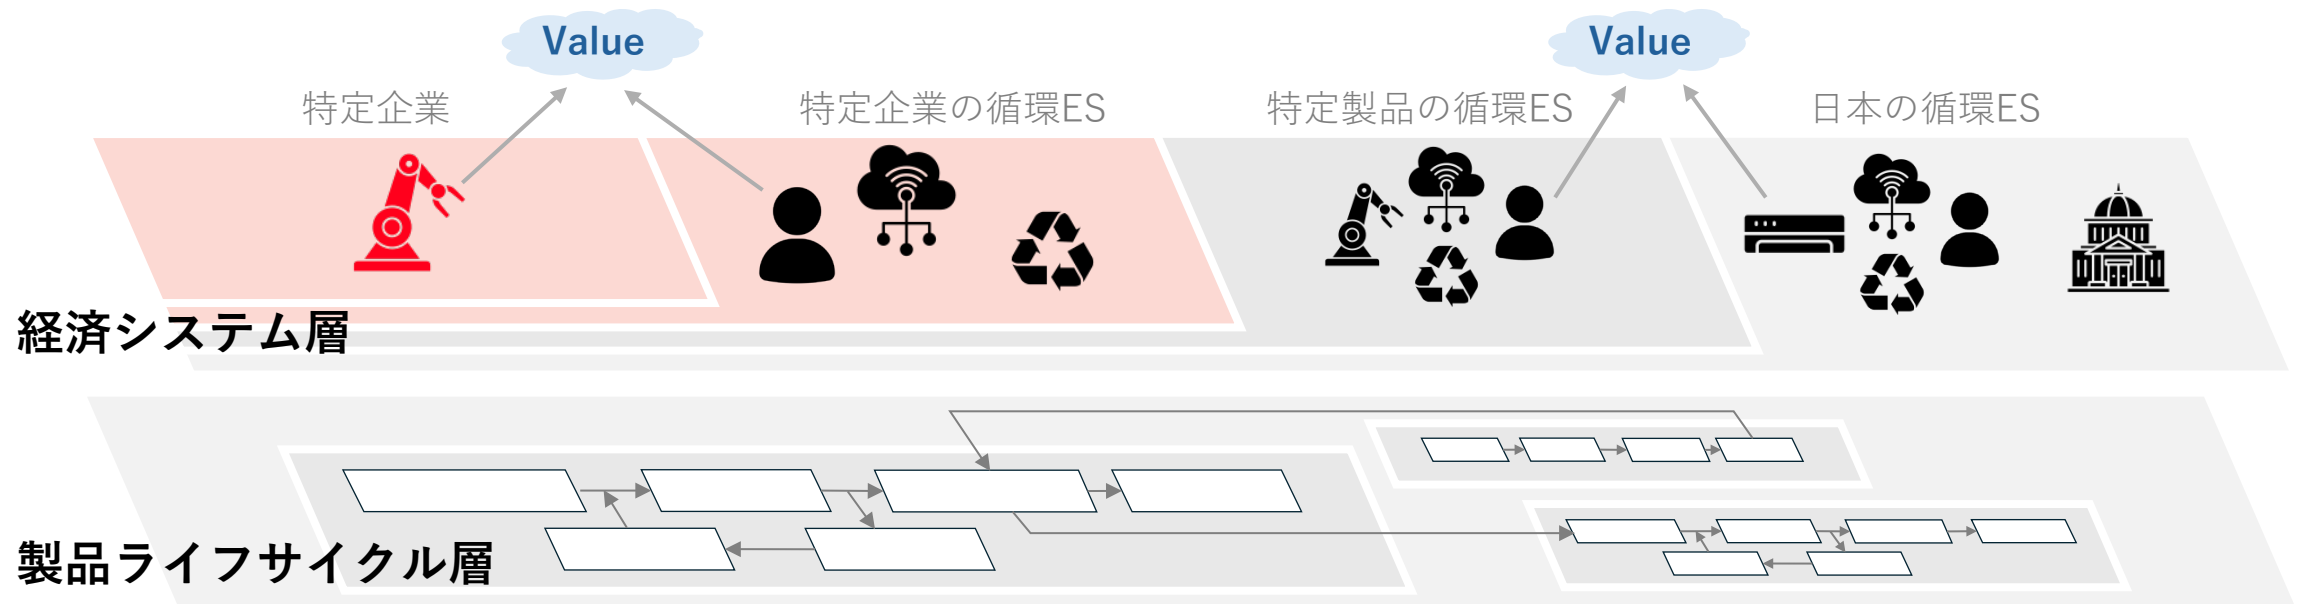 Value
Value
特定企業
特定企業の循環ES
特定製品の循環ES
日本の循環ES
経済システム層
製品ライフサイクル層